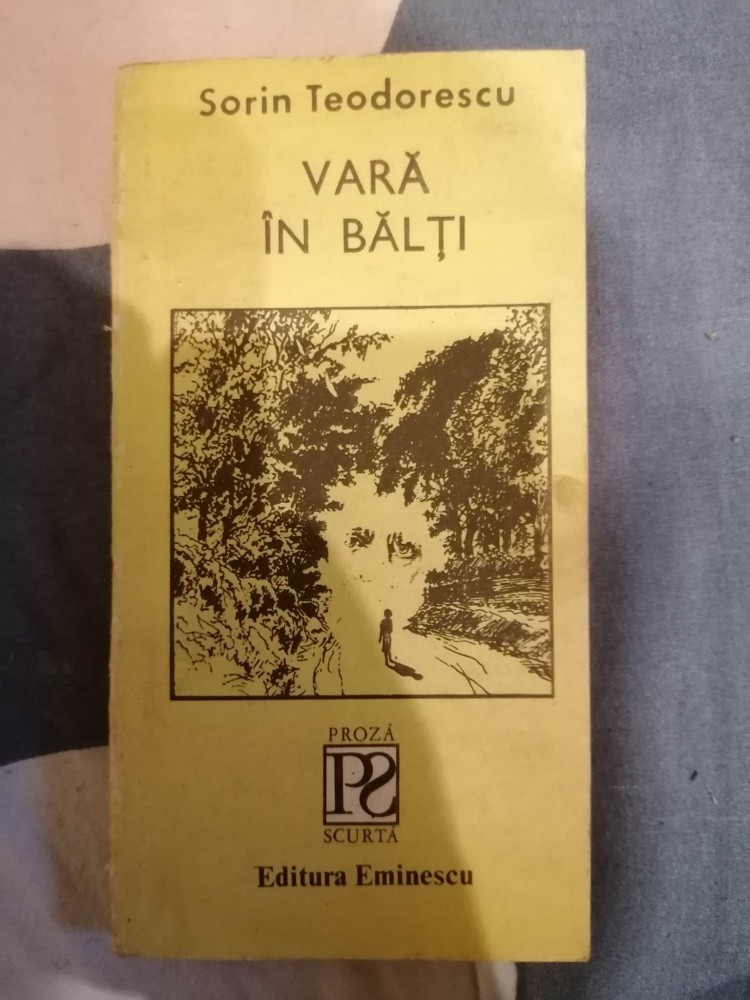 Sorin Teodorescu
VARĂ
ÎN BĂLȚI
PROZĂ
PS
SCURTĂ
Editura Eminescu